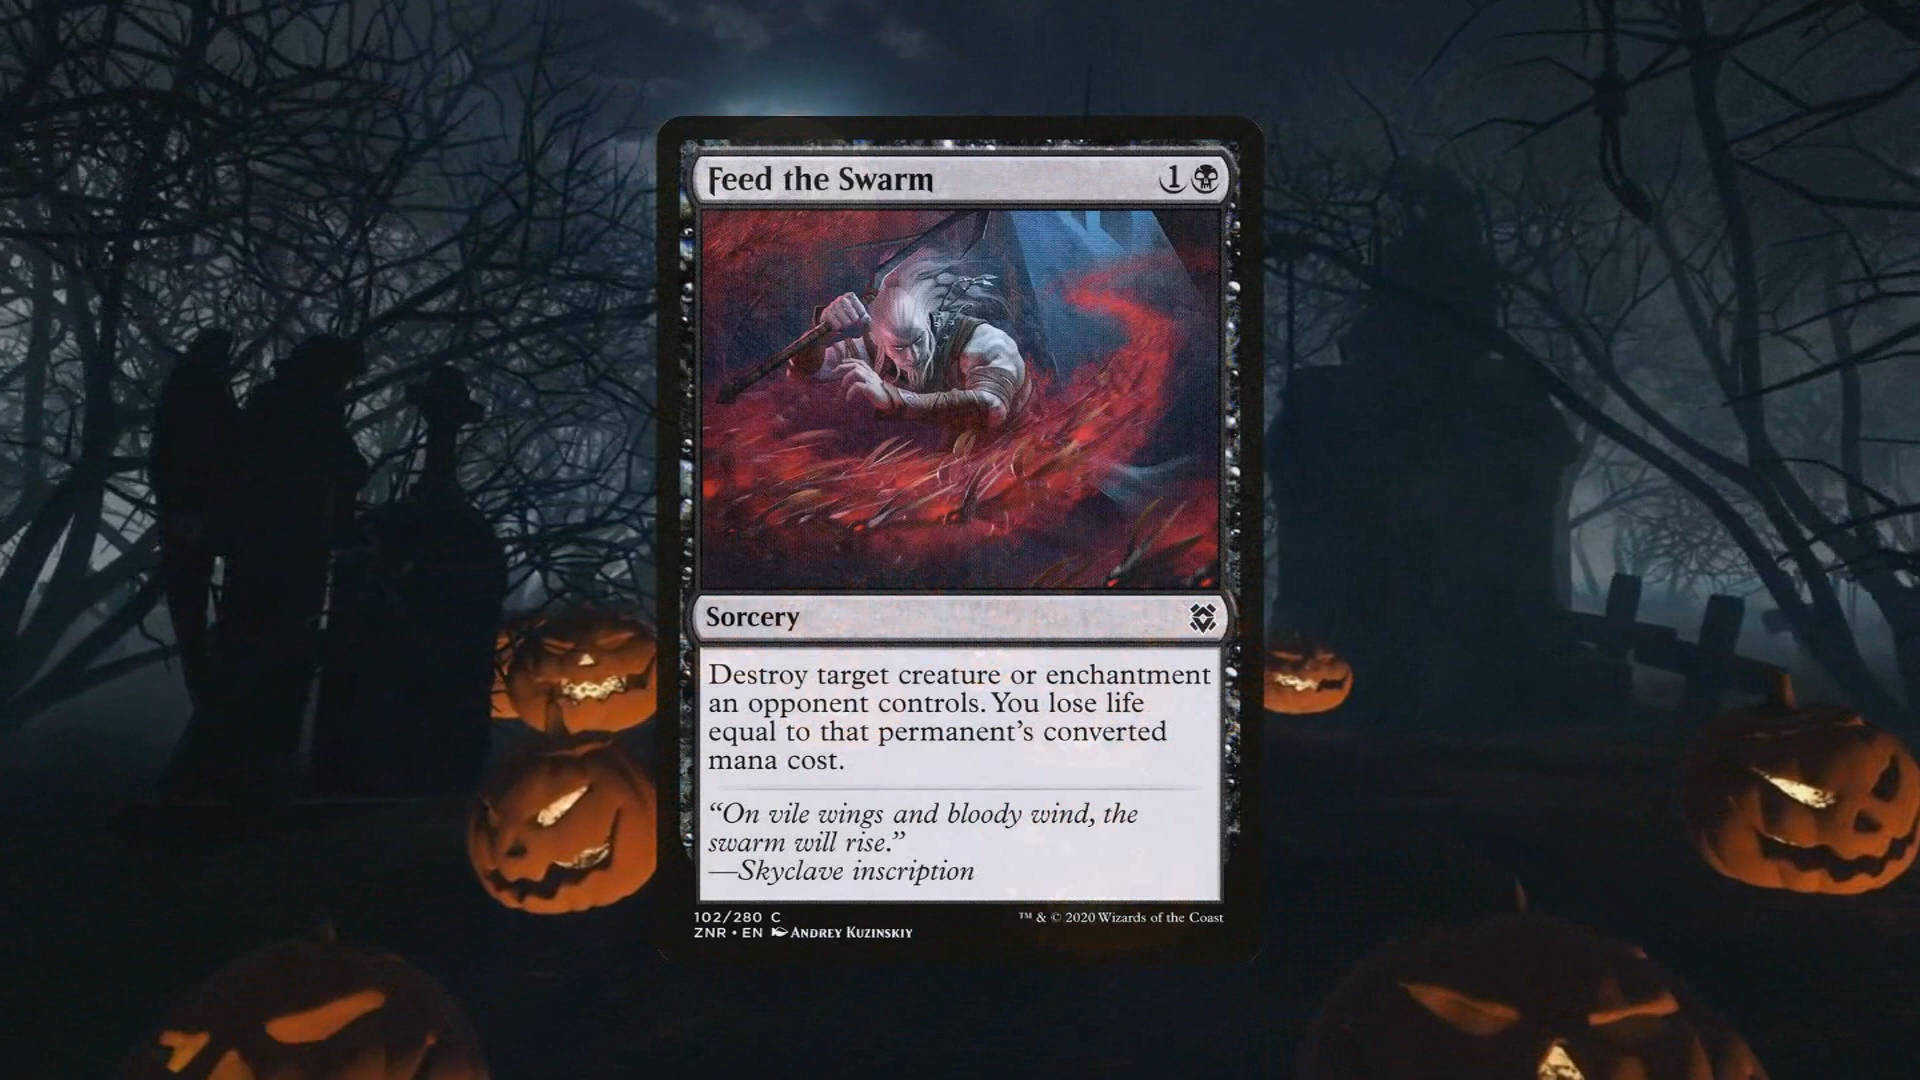 Feed the Swarm
1
Sorcery
Destroy target creature or enchantment
an opponent controls. You lose life
equal to that permanent's converted
mana cost.
"On vile wings and bloody wind, the
swarm will rise."
—Skyclave inscription
102/280 C
ZNR • EN Andrey Kuzinskiy
™ & © 2020 Wizards of the Coast